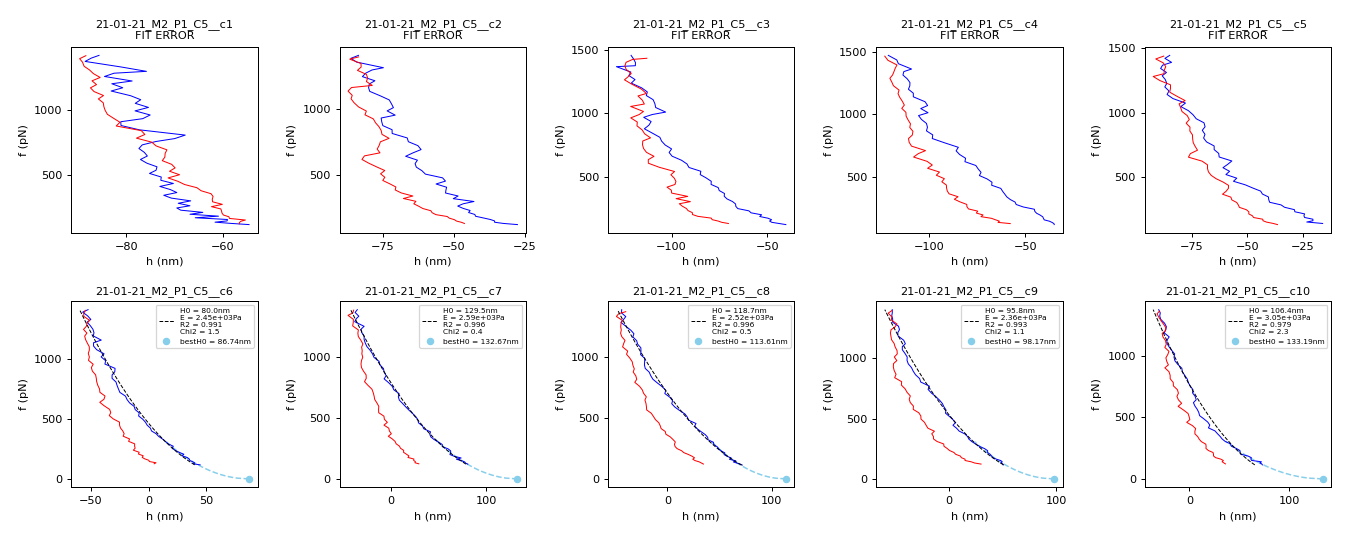 21-01-21_M2_P1_C5__c1
FIT ERROR
f (pN)
1000
500
−80
−60
h (nm)
21-01-21_M2_P1_C5__c2
FIT ERROR
f (pN)
1000
500
−75
−50
−25
h (nm)
21-01-21_M2_P1_C5__c3
FIT ERROR
f (pN)
1500
1000
500
−100
−50
h (nm)
21-01-21_M2_P1_C5__c4
FIT ERROR
f (pN)
1500
1000
500
−100
−50
h (nm)
21-01-21_M2_P1_C5__c5
FIT ERROR
f (pN)
1500
1000
500
−75
−50
−25
h (nm)
21-01-21_M2_P1_C5__c6
H0 = 80.0nm
E = 2.45e+03Pa
R2 = 0.991
Chi2 = 1.5
bestH0 = 86.74nm
f (pN)
1000
500
0
−50
0
50
h (nm)
21-01-21_M2_P1_C5__c7
H0 = 129.5nm
E = 2.59e+03Pa
R2 = 0.996
Chi2 = 0.4
bestH0 = 132.67nm
f (pN)
1000
500
0
0
100
h (nm)
21-01-21_M2_P1_C5__c8
H0 = 118.7nm
E = 2.52e+03Pa
R2 = 0.996
Chi2 = 0.5
bestH0 = 113.61nm
f (pN)
1000
500
0
0
100
h (nm)
21-01-21_M2_P1_C5__c9
H0 = 95.8nm
E = 2.36e+03Pa
R2 = 0.993
Chi2 = 1.1
bestH0 = 98.17nm
f (pN)
1000
500
0
0
100
h (nm)
21-01-21_M2_P1_C5__c10
H0 = 106.4nm
E = 3.05e+03Pa
R2 = 0.979
Chi2 = 2.3
bestH0 = 133.19nm
f (pN)
1000
500
0
0
100
h (nm)